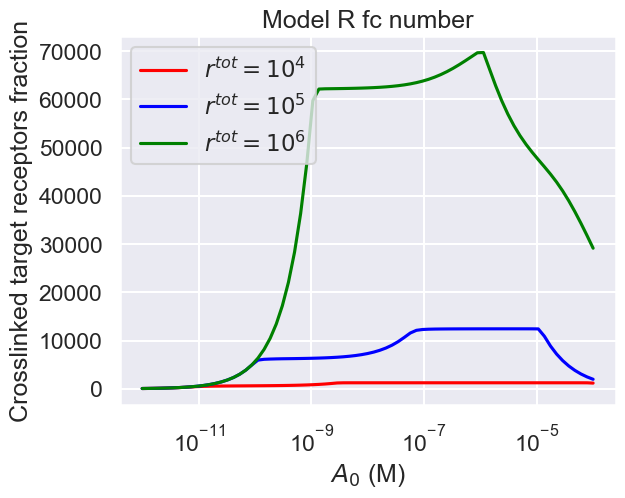 Model R fc number
Crosslinked target receptors fraction
70000
60000
50000
40000
30000
20000
10000
0
r^{tot} = 10^4
r^{tot} = 10^5
r^{tot} = 10^6
10^{-11} 10^{-9} 10^{-7} 10^{-5}
A_0 (M)